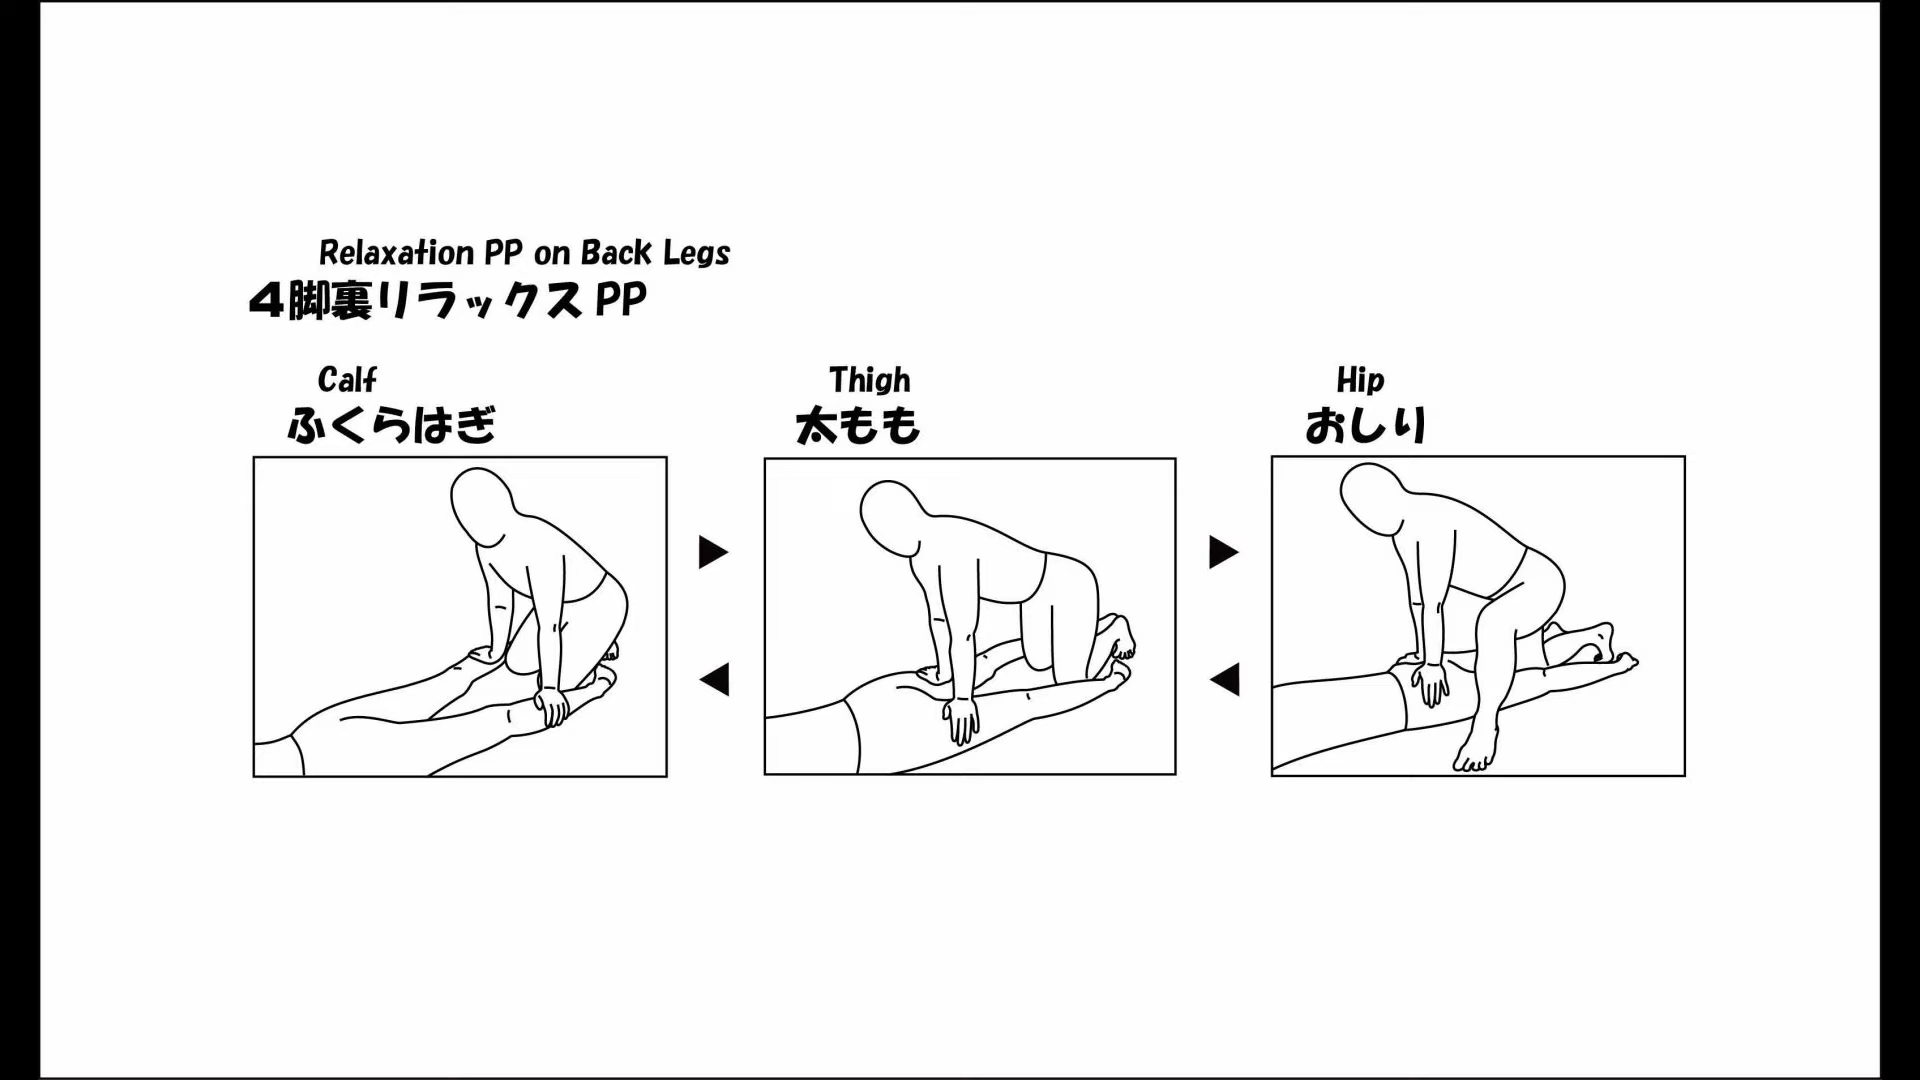 Relaxation PP on Back Legs
4脚裏リラックスPP
Calf
ふくらはぎ
Thigh
太もも
Hip
おしり